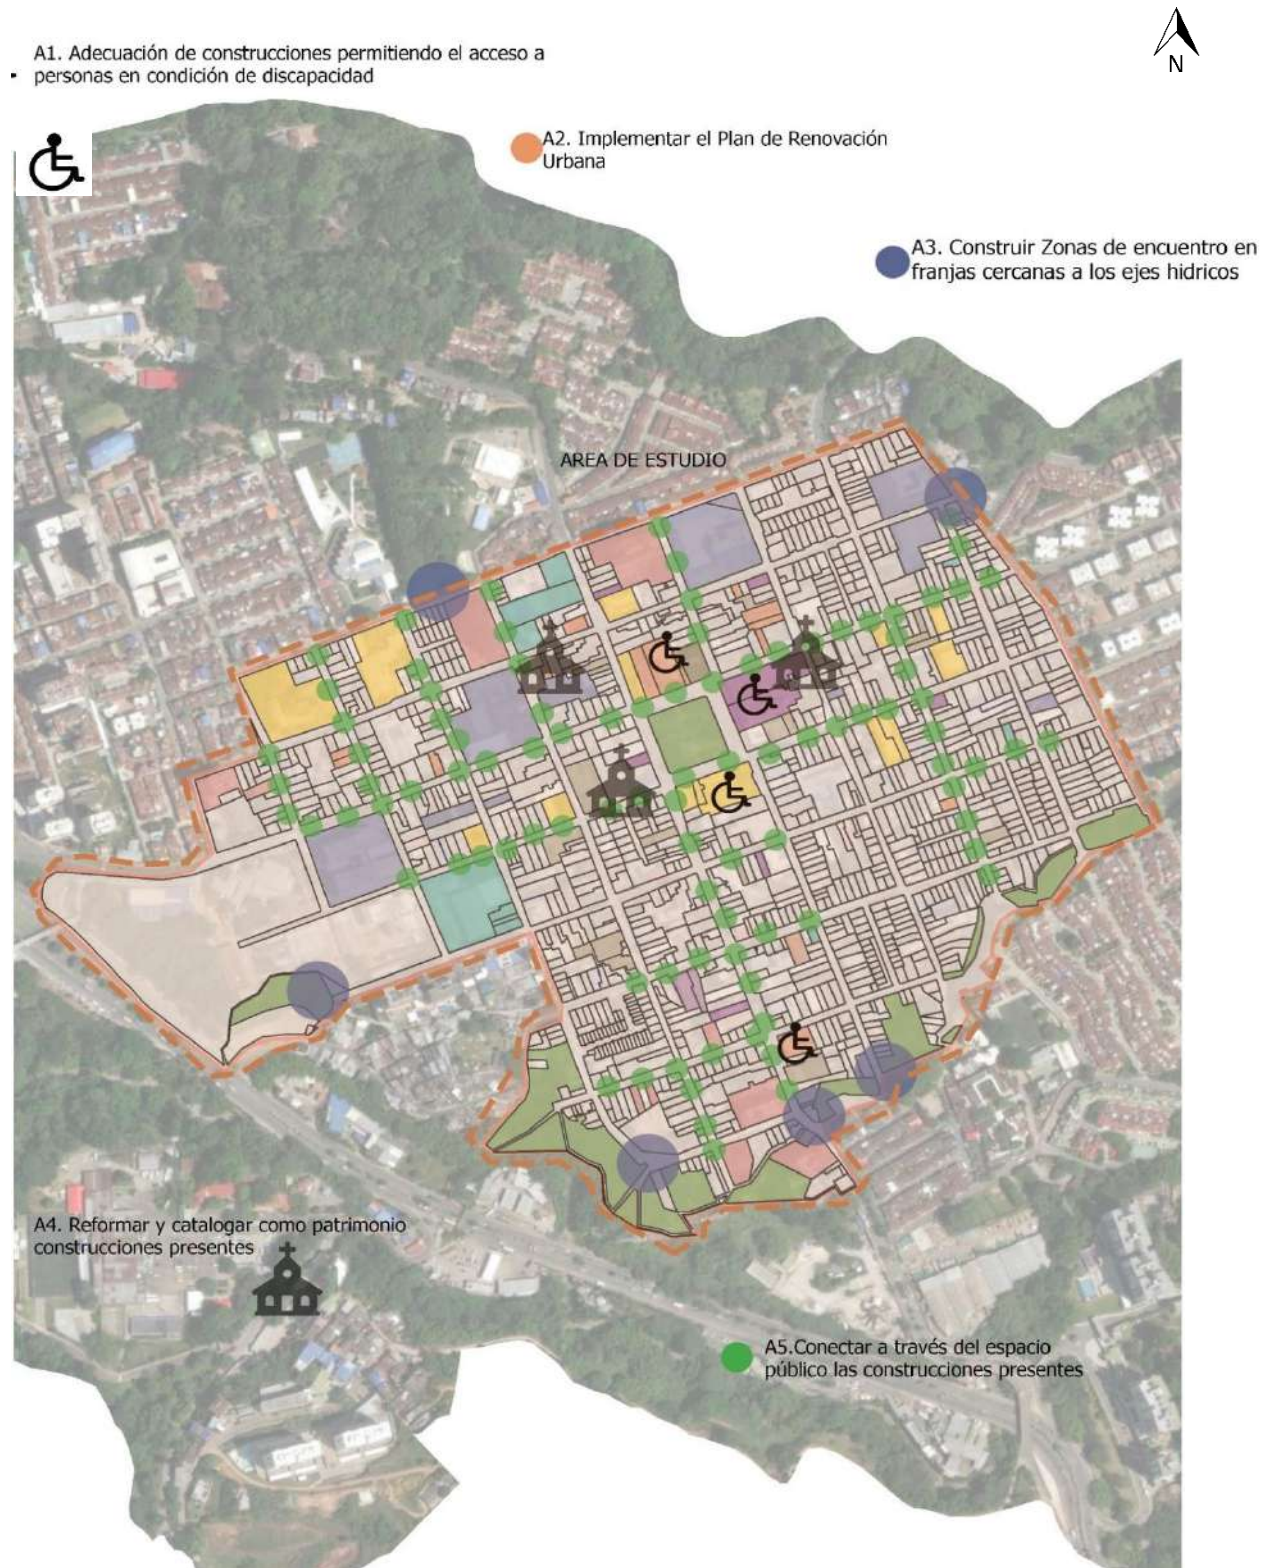 N
A1. Adecuación de construcciones permitiendo el acceso a
personas en condición de discapacidad
A2. Implementar el Plan de Renovación
Urbana
A3. Construir Zonas de encuentro en
franjas cercanas a los ejes hidricos
AREA DE ESTUDIO
A4. Reformar y catalogar como patrimonio
construcciones presentes
A5.Conectar a través del espacio
público las construcciones presentes